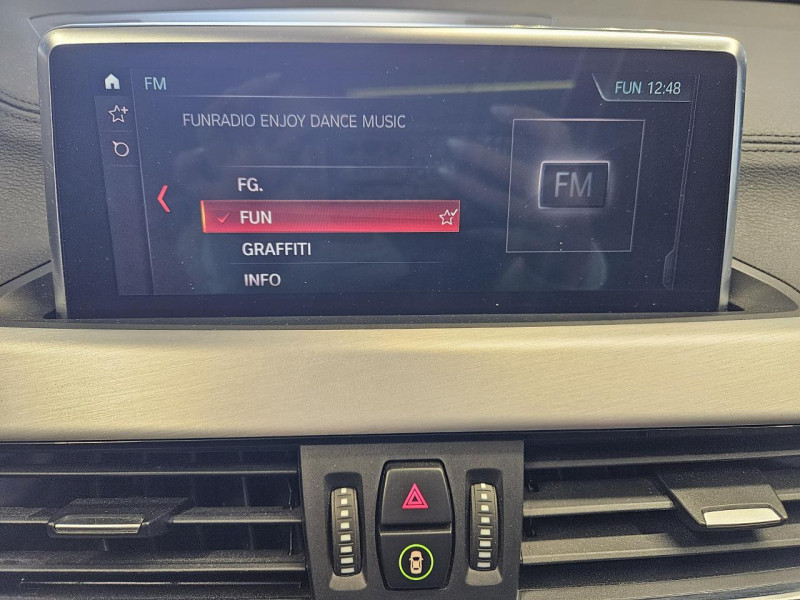 FM
FUN 12:48
FUNRADIO ENJOY DANCE MUSIC
FG.
FUN
GRAFFITI
INFO
FM